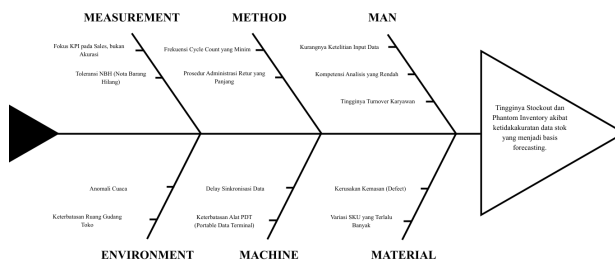 MEASUREMENT
METHOD
MAN
Fokus KPI pada Sales, bukan
Akurasi
Toleransi NBH (Nota Barang
Hilang)
Frekuensi Cycle Count yang Minim
Prosedur Administrasi Retur yang
Panjang
Kurangnya Ketelitian Input Data
Kompetensi Analisis yang Rendah
Tingginya Turnover Karyawan
Tingginya Stockout dan
Phantom Inventory akibat
ketidakakuratan data stok
yang menjadi basis
forecasting.
Anomali Cuaca
Keterbatasan Ruang Gudang
Toko
Delay Sinkronisasi Data
Keterbatasan Alat PDT
(Portable Data Terminal)
Kerusakan Kemasan (Defect)
Variasi SKU yang Terlalu
Banyak
ENVIRONMENT
MACHINE
MATERIAL